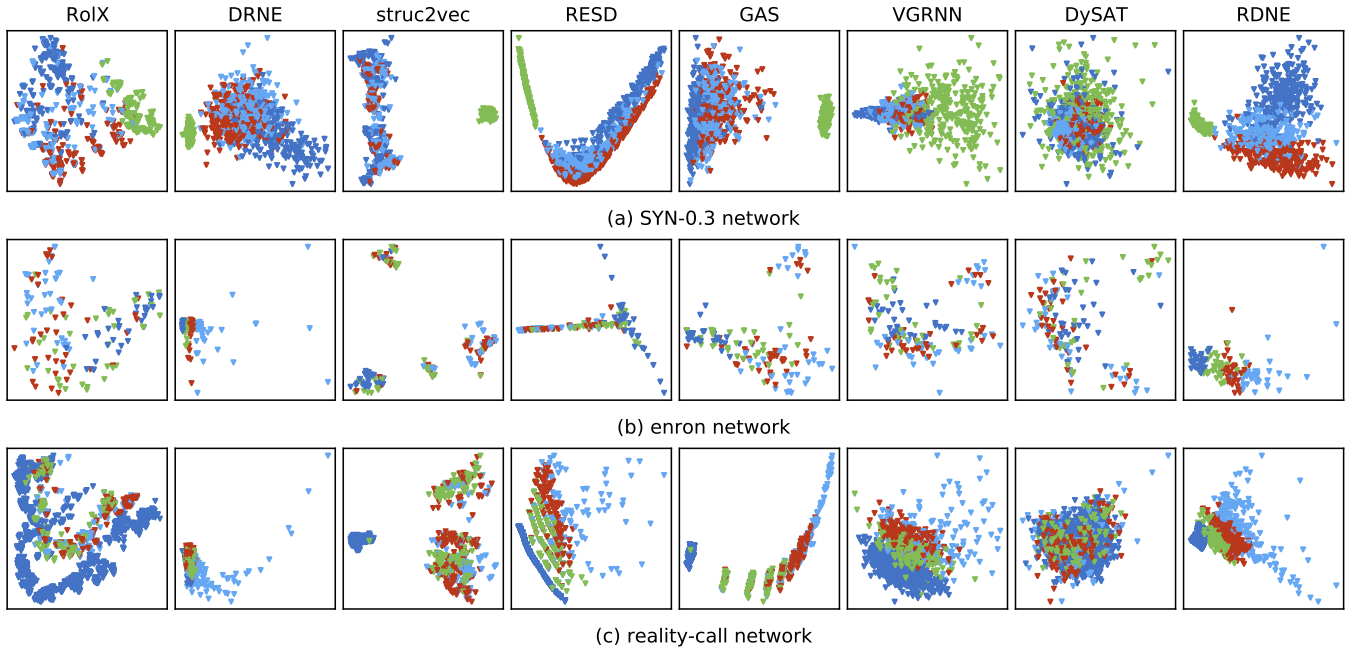 RolX DRNE struc2vec RESD GAS VGRNN DySAT RDNE
(a) SYN-0.3 network
(b) enron network
(c) reality-call network